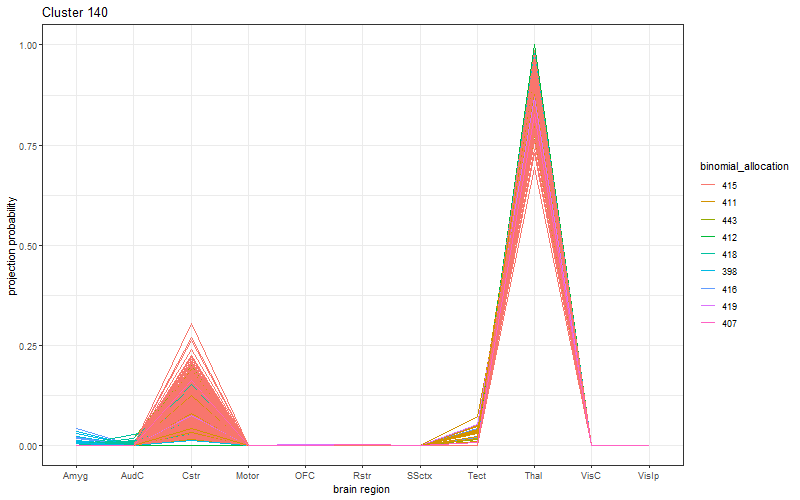 Cluster 140
1.00
0.75
0.50
0.25
0.00
projection probability
Amyg AudC Cstr Motor OFC Rstr SSctx Tect Thal VisC VisIp
brain region
binomial_allocation
415
411
443
412
418
398
416
419
407